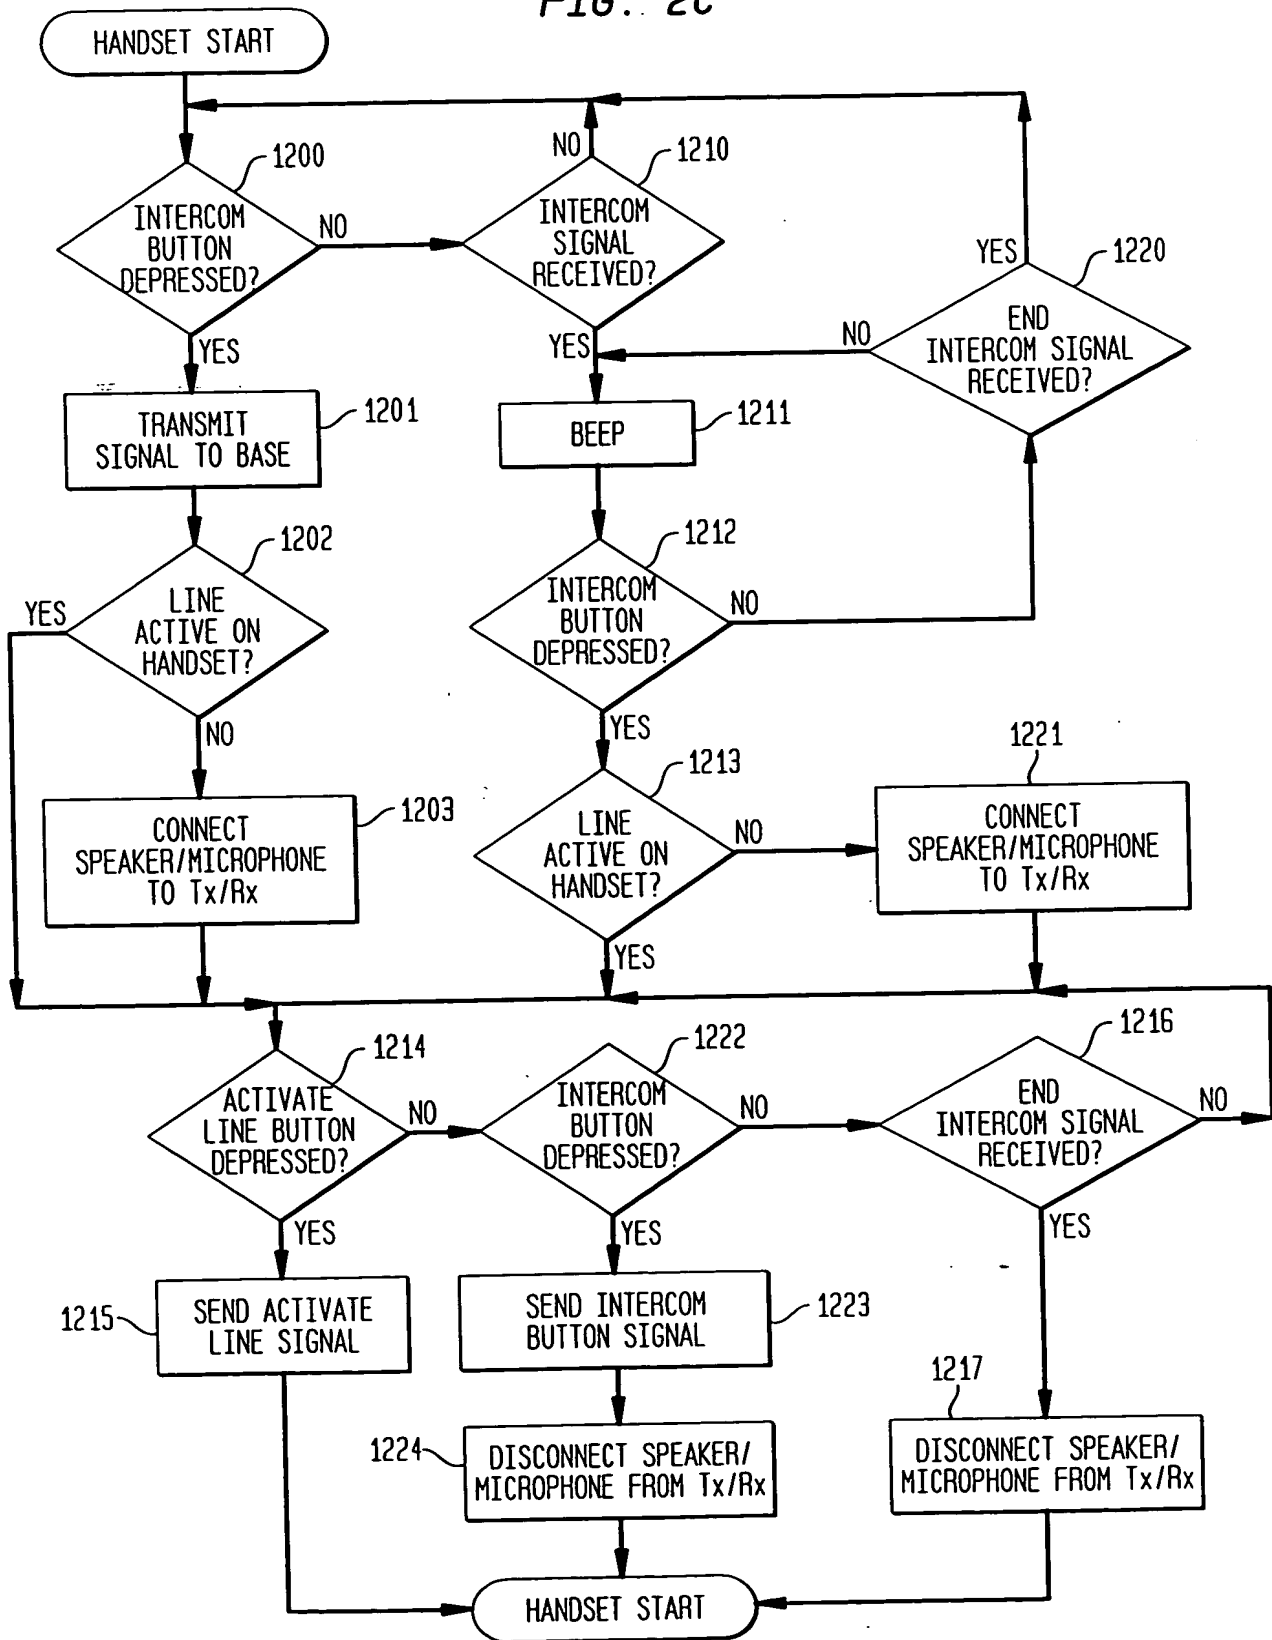 FIG. 2C
HANDSET START
1200
INTERCOM
BUTTON
DEPRESSED?
NO
YES
1210
INTERCOM
SIGNAL
RECEIVED?
NO
YES
1220
END
INTERCOM SIGNAL
RECEIVED?
YES
NO
1201
TRANSMIT
SIGNAL TO BASE
1211
BEEP
1202
LINE
ACTIVE ON
HANDSET?
YES
NO
1212
INTERCOM
BUTTON
DEPRESSED?
NO
YES
1203
CONNECT
SPEAKER/MICROPHONE
TO Tx/Rx
1213
LINE
ACTIVE ON
HANDSET?
NO
YES
1221
CONNECT
SPEAKER/MICROPHONE
TO Tx/Rx
1214
ACTIVATE
LINE BUTTON
DEPRESSED?
NO
YES
1222
INTERCOM
BUTTON
DEPRESSED?
NO
YES
1216
END
INTERCOM SIGNAL
RECEIVED?
NO
YES
1215
SEND ACTIVATE
LINE SIGNAL
1223
SEND INTERCOM
BUTTON SIGNAL
1224
DISCONNECT SPEAKER/
MICROPHONE FROM Tx/Rx
1217
DISCONNECT SPEAKER/
MICROPHONE FROM Tx/Rx
HANDSET START